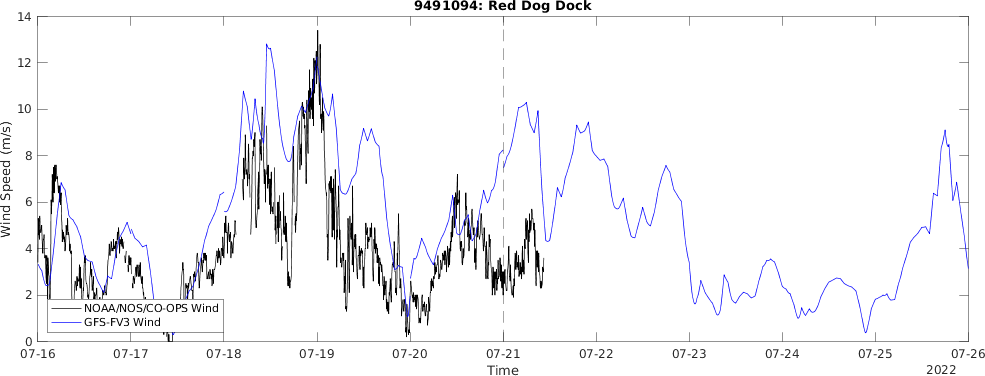 9491094: Red Dog Dock
Wind Speed (m/s)
14
12
10
8
6
4
2
0
NOAA/NOS/CO-OPS Wind
GFS-FV3 Wind
07-16 07-17 07-18 07-19 07-20 07-21 07-22 07-23 07-24 07-25 07-26
Time
2022